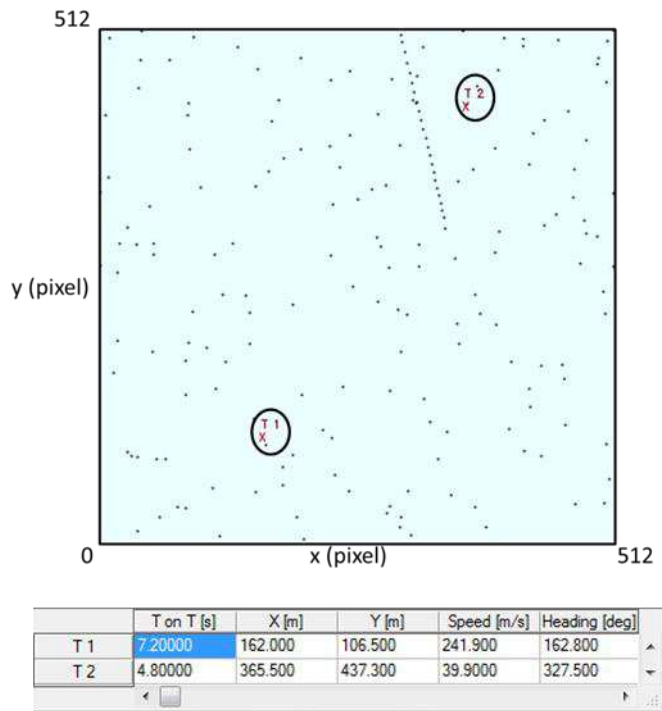 512
T 2
X
y (pixel)
T 1
X
0
x (pixel)
512
T on T [s] X [m] Y [m] Speed [m/s] Heading [deg]
T 1 7.20000 162.000 106.500 241.900 162.800
T 2 4.80000 365.500 437.300 39.9000 327.500